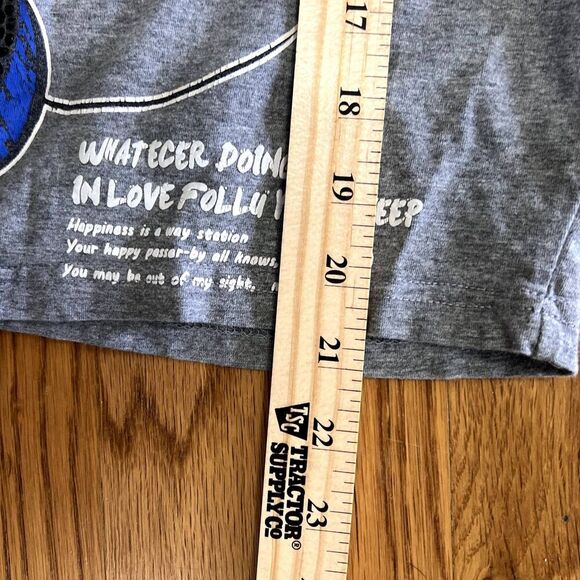 17
18
WHATECER DOING
IN LOVE FOLLU EEP
19
Happiness is a way station
Your happy passer-by all knows,
20
You may be out of my sight,
21
22
TSC TRACTOR®
SUPPLY CO
23